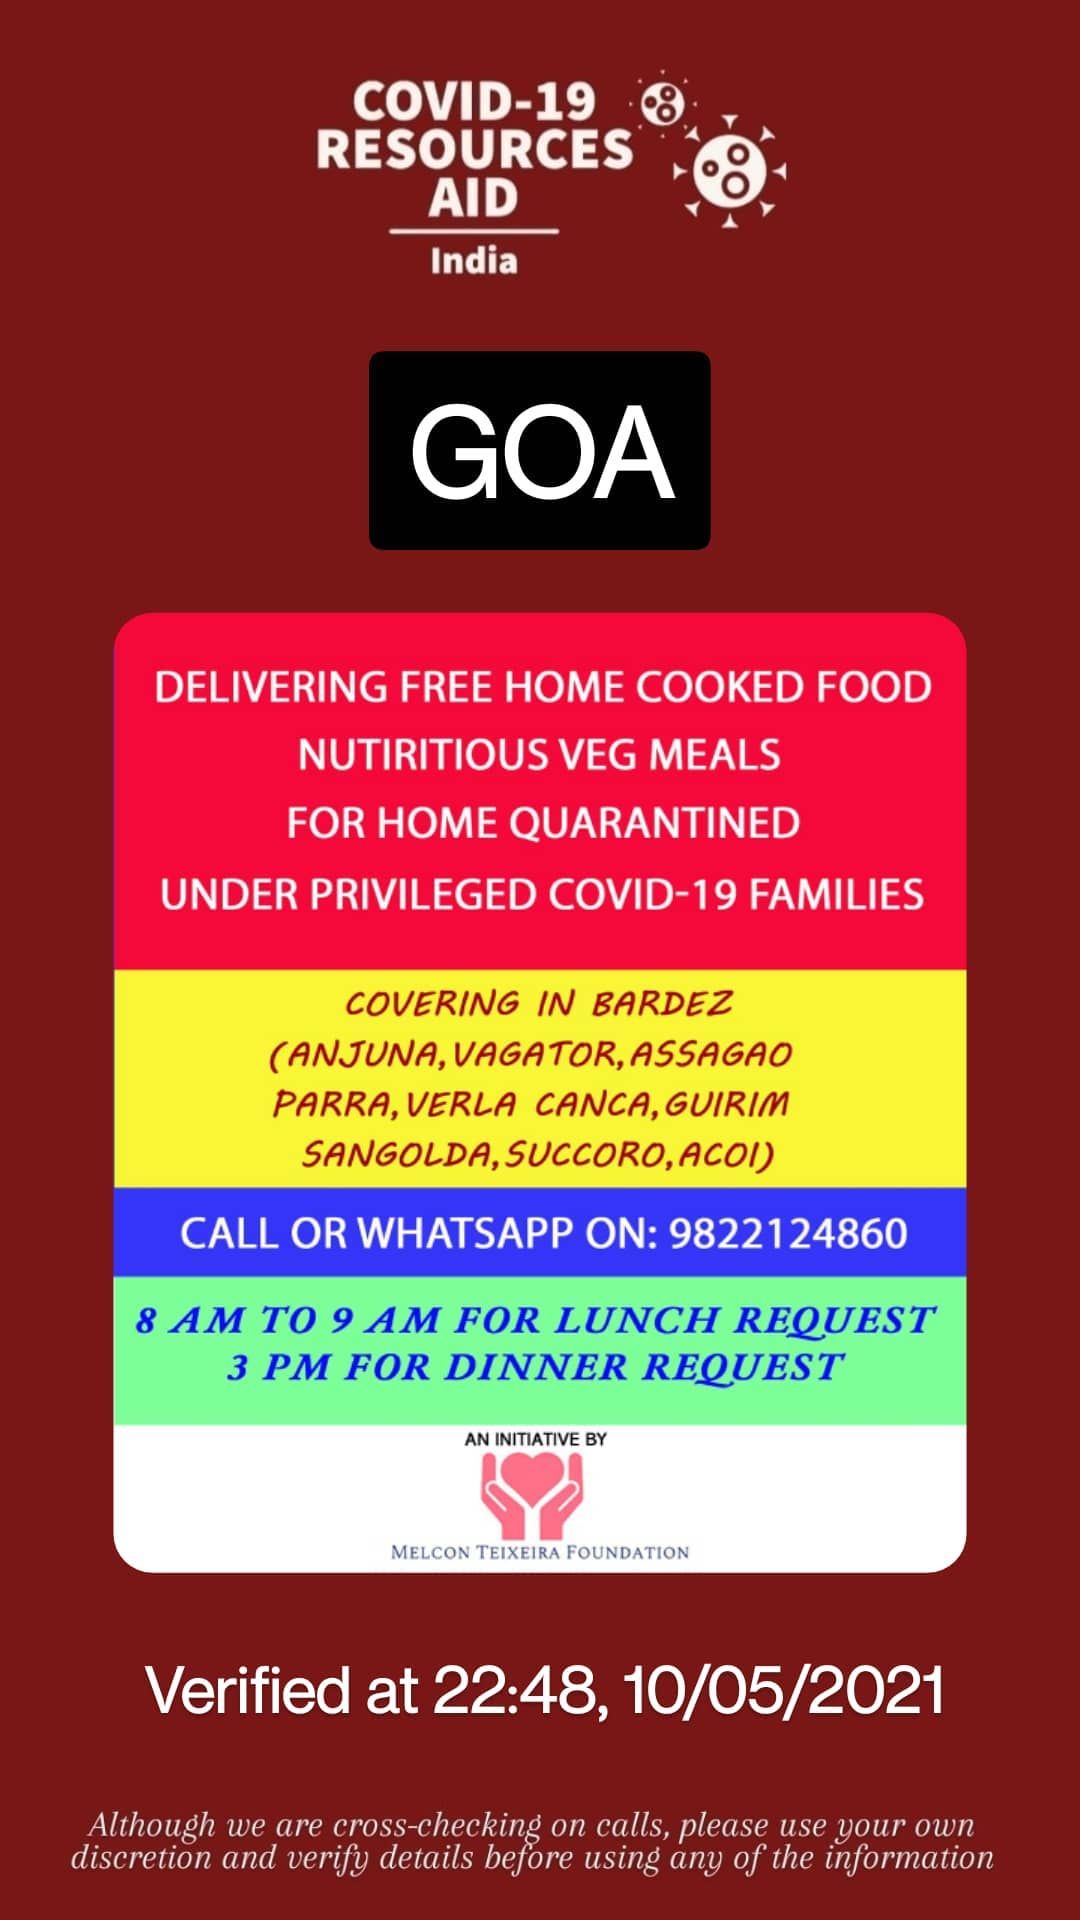 COVID-19
RESOURCES
AID
India
GOA
DELIVERING FREE HOME COOKED FOOD
NUTIRITIOUS VEG MEALS
FOR HOME QUARANTINED
UNDER PRIVILEGED COVID-19 FAMILIES
COVERING IN BARDEZ
(ANJUNA,VAGATOR,ASSAGAO
PARRA,VERLA CANCA,GUIRIM
SANGOLDA,SUCCORO,ACOI)
CALL OR WHATSAPP ON: 9822124860
8 AM TO 9 AM FOR LUNCH REQUEST
3 PM FOR DINNER REQUEST
AN INITIATIVE BY
MELCON TEIXEIRA FOUNDATION
Verified at 22:48, 10/05/2021
Although we are cross-checking on calls, please use your own
discretion and verify details before using any of the information